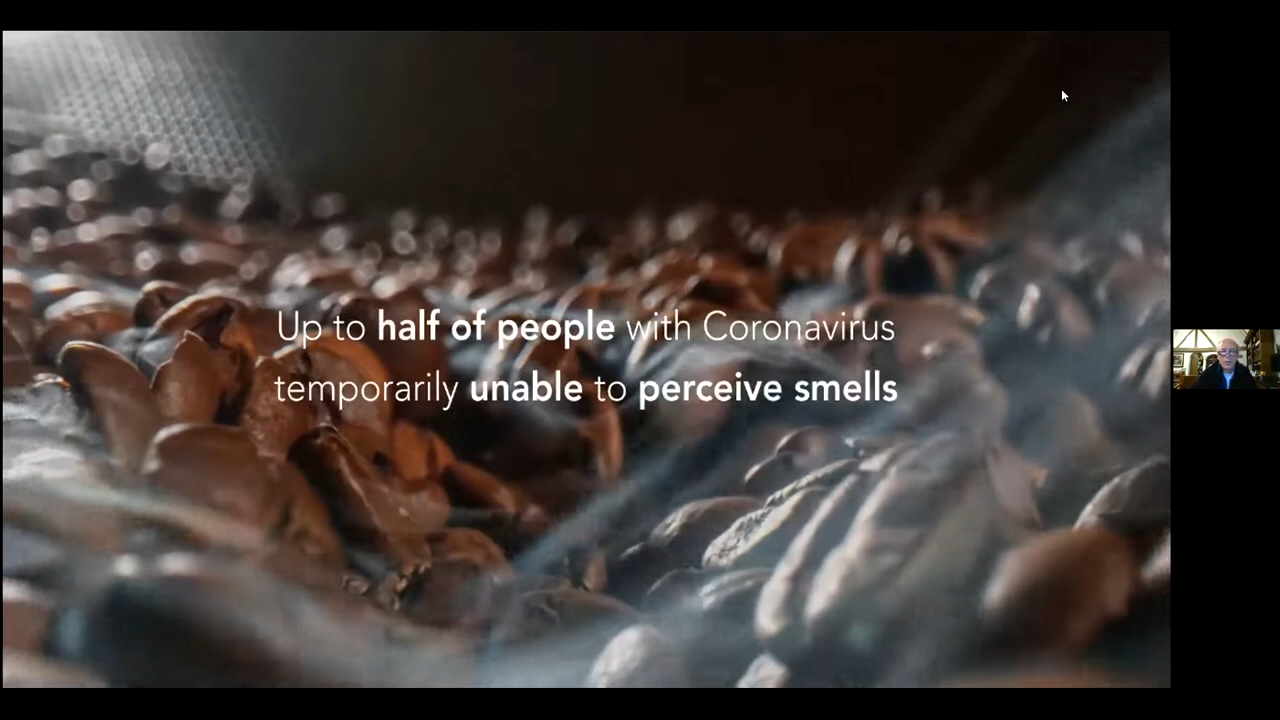 Up to half of people with Coronavirus
temporarily unable to perceive smells